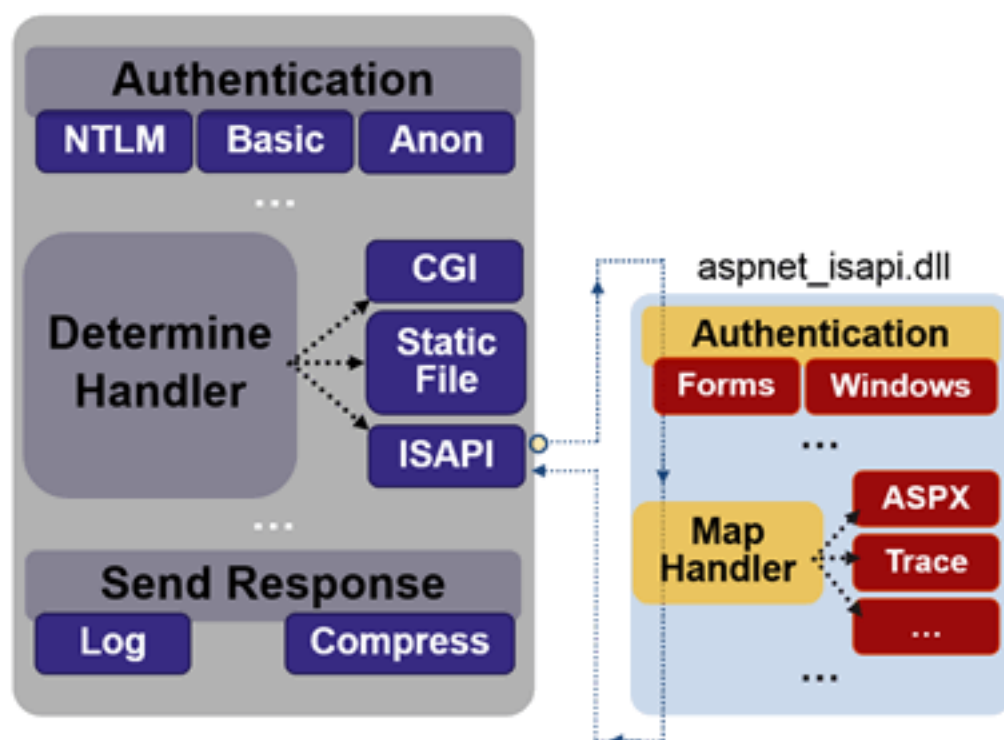 Authentication
NTLM
Basic
Anon
...
Determine
Handler
CGI
Static
File
ISAPI
...
Send Response
Log
Compress
aspnet_isapi.dll
Authentication
Forms
Windows
...
Map
Handler
ASPX
Trace
...
...